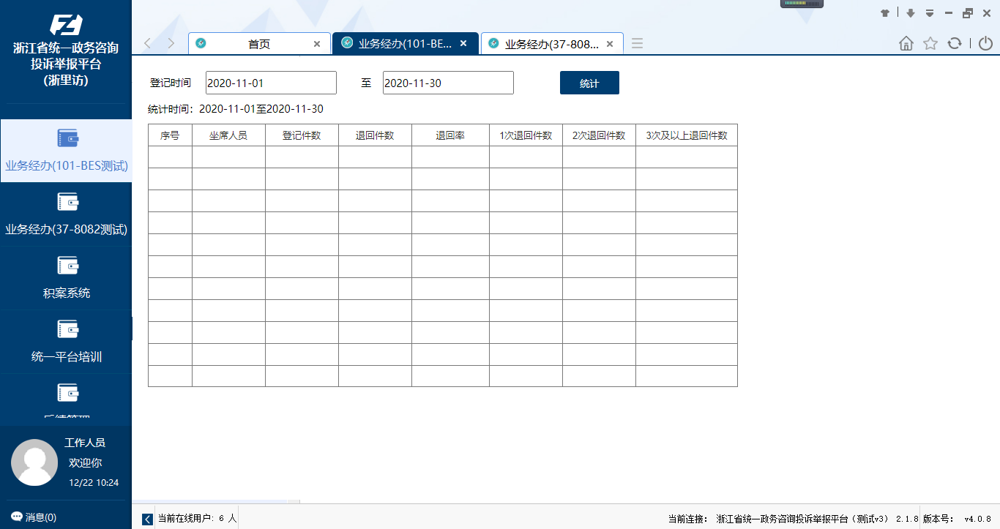 浙江省统一政务咨询
投诉举报平台
(浙里访)
业务经办(101-BES测试)
业务经办(37-8082测试)
积案系统
统一平台培训
工作人员
欢迎你
12/22 10:24
消息(0)
首页
业务经办(101-BE...
业务经办(37-808...
登记时间 2020-11-01 至 2020-11-30 统计
统计时间：2020-11-01至2020-11-30
序号 坐席人员 登记件数 退回件数 退回率 1次退回件数 2次退回件数 3次及以上退回件数
当前在线用户: 6 人
当前连接: 浙江省统一政务咨询投诉举报平台（测试v3） 2.1.8 版本号: v4.0.8